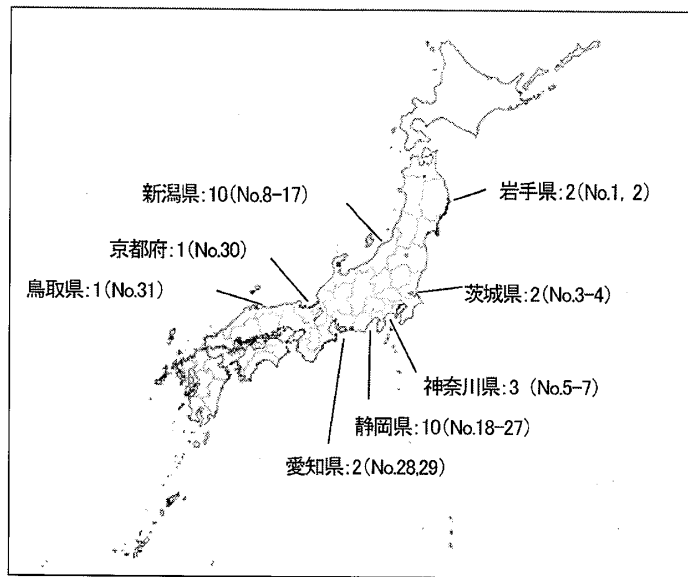 新潟県:10(No.8-17)
岩手県:2(No.1, 2)
京都府:1(No.30)
鳥取県:1(No.31)
茨城県:2(No.3-4)
神奈川県:3 (No.5-7)
静岡県:10(No.18-27)
愛知県:2(No.28,29)